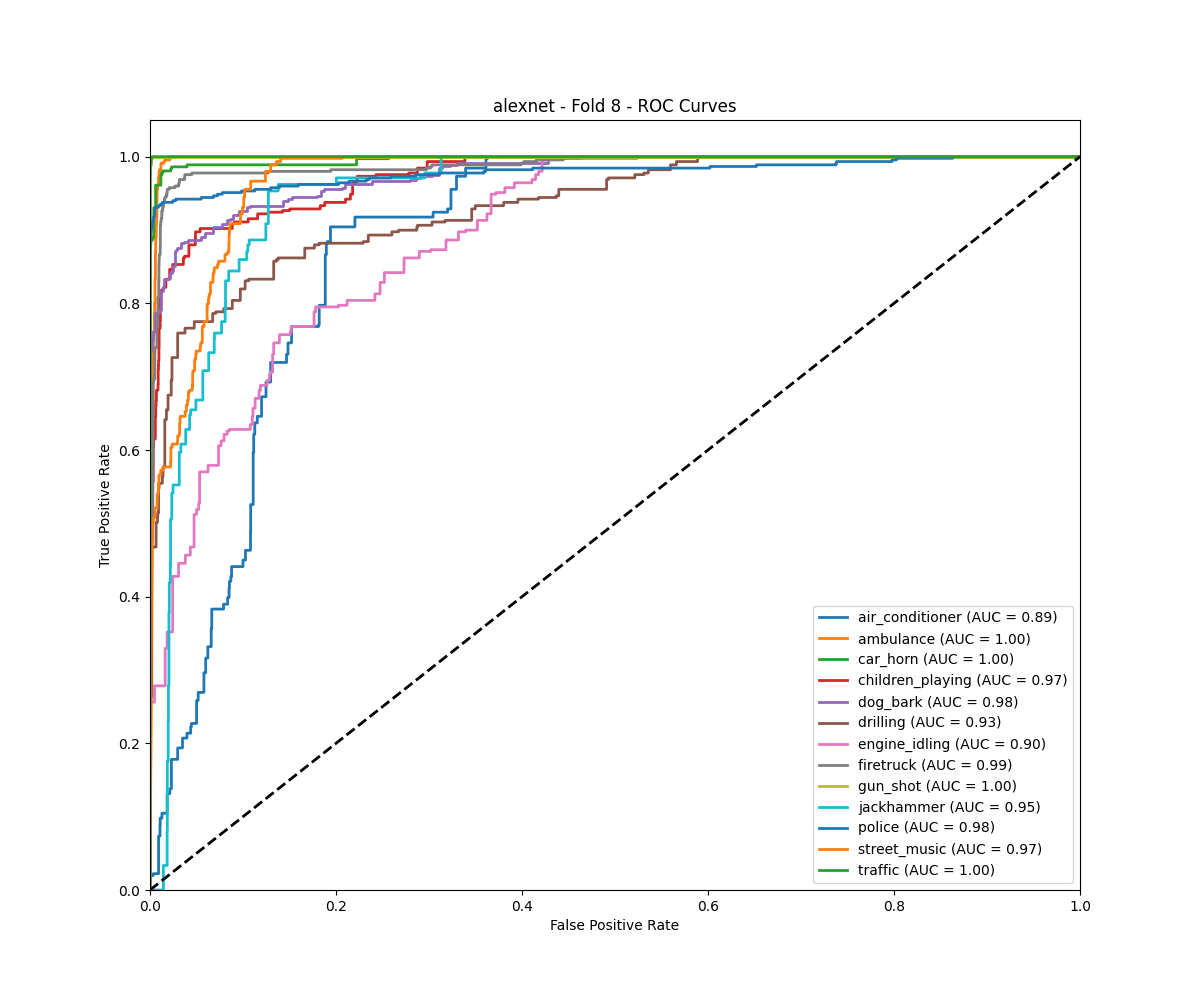 alexnet - Fold 8 - ROC Curves
1.0
0.8
0.6
0.4
0.2
0.0
True Positive Rate
0.0 0.2 0.4 0.6 0.8 1.0
False Positive Rate
air_conditioner (AUC = 0.89)
ambulance (AUC = 1.00)
car_horn (AUC = 1.00)
children_playing (AUC = 0.97)
dog_bark (AUC = 0.98)
drilling (AUC = 0.93)
engine_idling (AUC = 0.90)
firetruck (AUC = 0.99)
gun_shot (AUC = 1.00)
jackhammer (AUC = 0.95)
police (AUC = 0.98)
street_music (AUC = 0.97)
traffic (AUC = 1.00)